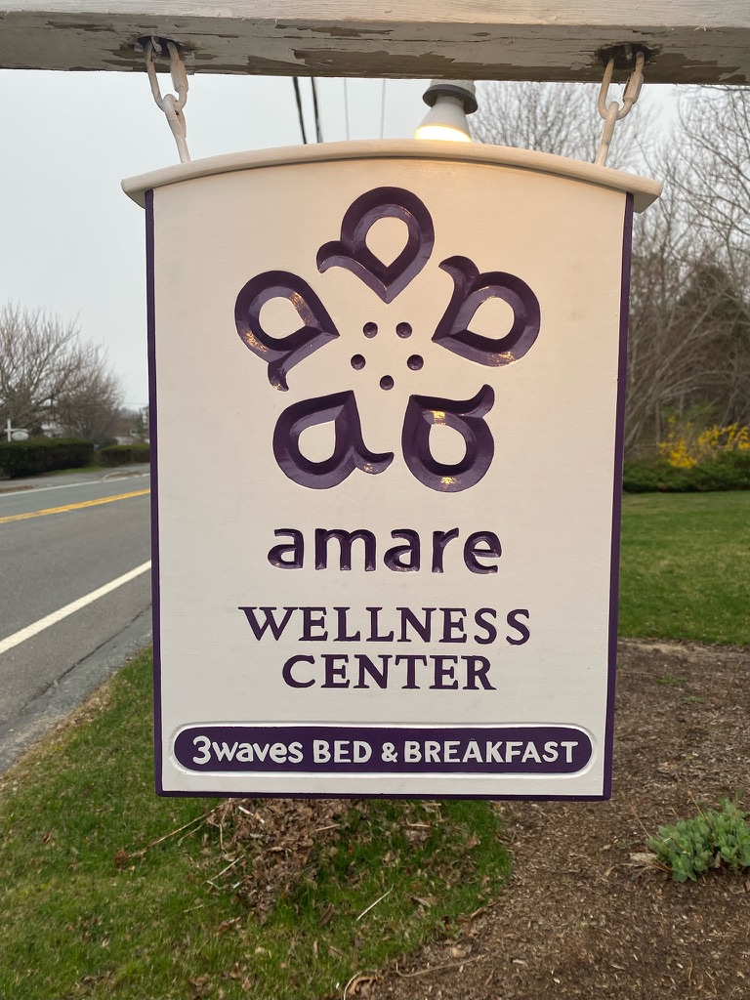 amare
WELLNESS
CENTER
3waves BED & BREAKFAST